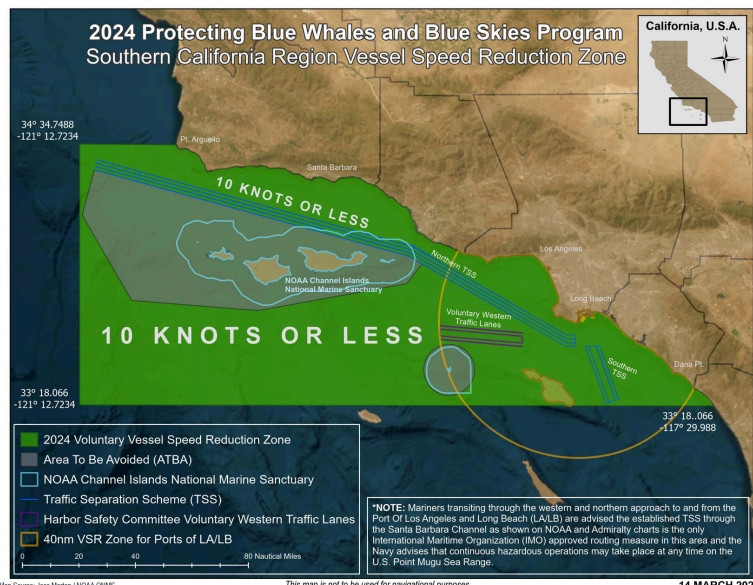 2024 Protecting Blue Whales and Blue Skies Program
Southern California Region Vessel Speed Reduction Zone
California, U.S.A.
N
34° 34.7488
-121° 12.7234
Pt. Arguello
Santa Barbara
10 KNOTS OR LESS
Los Angeles
Northern TSS
NOAA Channel Islands
National Marine Sanctuary
Long Beach
Voluntary Western
Traffic Lanes
10 KNOTS OR LESS
Dana Pt.
Southern
TSS
33° 18.066
-121° 12.7234
33° 18..066
-117° 29.988
2024 Voluntary Vessel Speed Reduction Zone
Area To Be Avoided (ATBA)
NOAA Channel Islands National Marine Sanctuary
Traffic Separation Scheme (TSS)
Harbor Safety Committee Voluntary Western Traffic Lanes
40nm VSR Zone for Ports of LA/LB
0 20 40 80 Nautical Miles
*NOTE: Mariners transiting through the western and northern approach to and from the
Port Of Los Angeles and Long Beach (LA/LB) are advised the established TSS through
the Santa Barbara Channel as shown on NOAA and Admiralty charts is the only
International Maritime Organization (IMO) approved routing measure in this area and the
Navy advises that continuous hazardous operations may take place at any time on the
U.S. Point Mugu Sea Range.
This map is not to be used for navigational purposes
14 MARCH 202